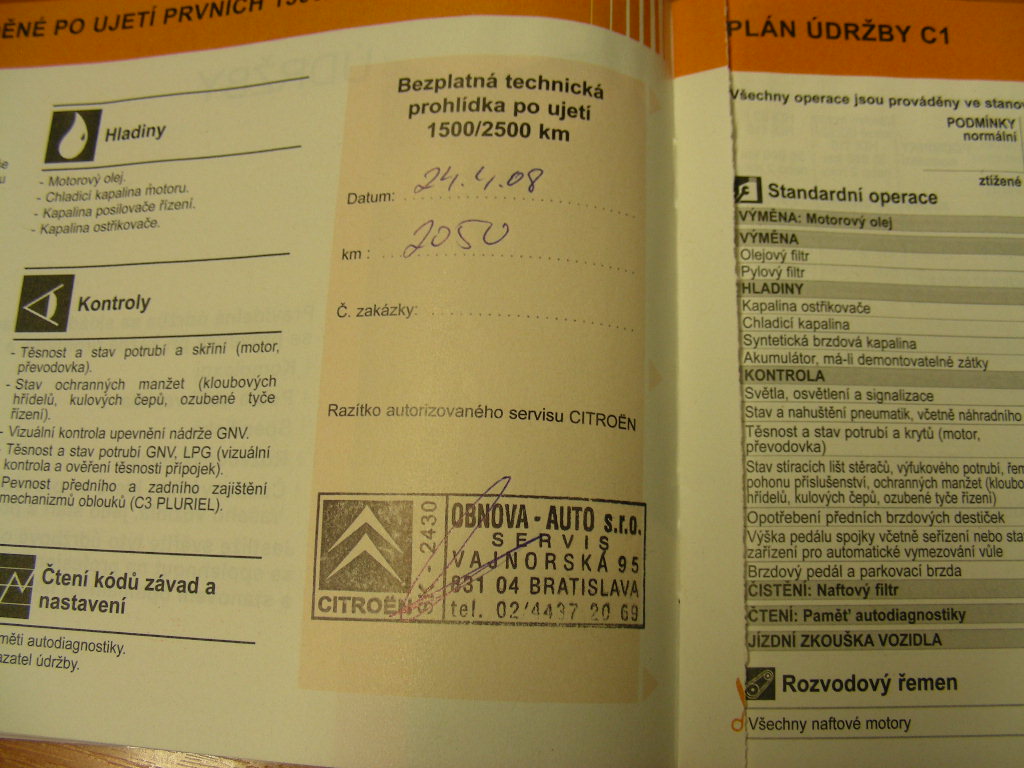 ĚNÉ PO UJETÍ PRVNÍCH
Hladiny
- Motorový olej.
- Chladicí kapalina motoru.
- Kapalina posilovače řízení.
- Kapalina ostřikovače.
Kontroly
- Těsnost a stav potrubí a skříní (motor,
převodovka).
- Stav ochranných manžet (kloubových
hřídelů, kulových čepů, ozubené tyče
řízení).
- Vizuální kontrola upevnění nádrže GNV.
- Těsnost a stav potrubí GNV, LPG (vizuální
kontrola a ověření těsnosti přípojek).
Pevnost předního a zadního zajištění
mechanizmů oblouků (C3 PLURIEL).
Čtení kódů závad a
nastavení
měti autodiagnostiky.
azatel údržby.
Bezplatná technická
prohlídka po ujetí
1500/2500 km
Datum: 24.4.08
km : 2050
Č. zakázky:
Razítko autorizovaného servisu CITROËN
CITROËN
2430
OBNOVA - AUTO s.r.o.
SERVIS
VAJNORSKÁ 95
831 04 BRATISLAVA
tel. 02/4437 20 69
PLÁN ÚDRŽBY C1
Všechny operace jsou prováděny ve stanov
PODMÍNKY
normální
ztížené
Standardní operace
VÝMĚNA: Motorový olej
VÝMĚNA
Olejový filtr
Pylový filtr
HLADINY
Kapalina ostřikovače
Chladicí kapalina
Syntetická brzdová kapalina
Akumulátor, má-li demontovatelné zátky
KONTROLA
Světla, osvětlení a signalizace
Stav a nahuštění pneumatik, včetně náhradního
Těsnost a stav potrubí a krytů (motor,
převodovka)
Stav stíracích lišt stěračů, výfukového potrubí, řem
pohonu příslušenství, ochranných manžet (kloubo
hřídelů, kulových čepů, ozubené tyče řízení)
Opotřebení předních brzdových destiček
Výška pedálu spojky včetně seřízení nebo sta
zařízení pro automatické vymezování vůle
Brzdový pedál a parkovací brzda
ČISTĚNÍ: Naftový filtr
ČTENÍ: Paměť autodiagnostiky
JÍZDNÍ ZKOUŠKA VOZIDLA
Rozvodový řemen
Všechny naftové motory